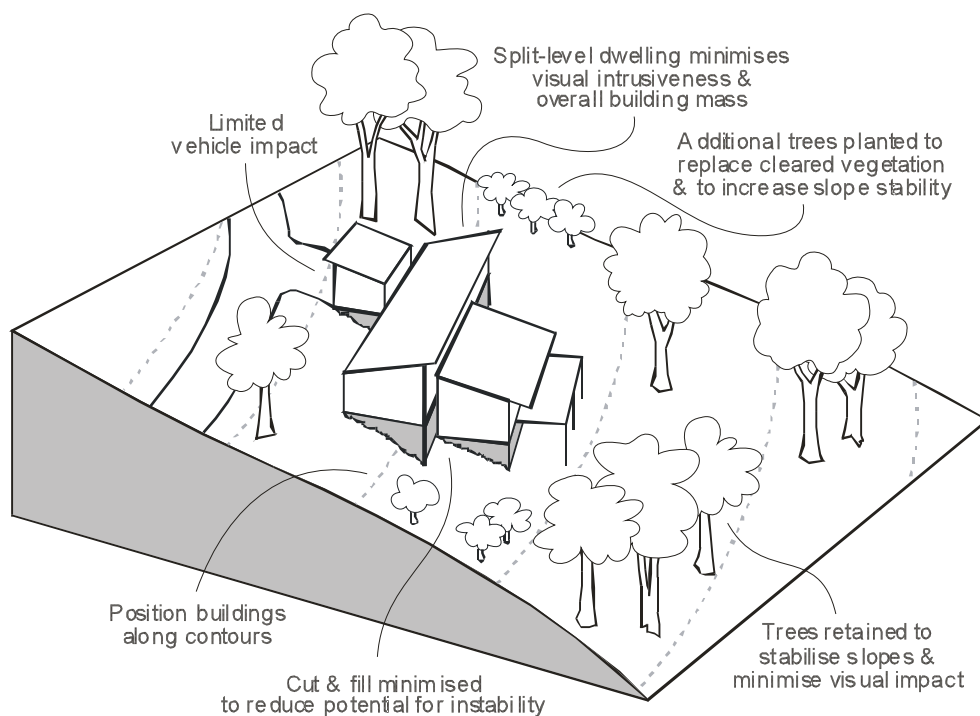 Split-level dwelling minimises
visual intrusiveness &
overall building mass
Limited
vehicle impact
Additional trees planted to
replace cleared vegetation
& to increase slope stability
Position buildings
along contours
Cut & fill minimised
to reduce potential for instability
Trees retained to
stabilise slopes &
minimise visual impact